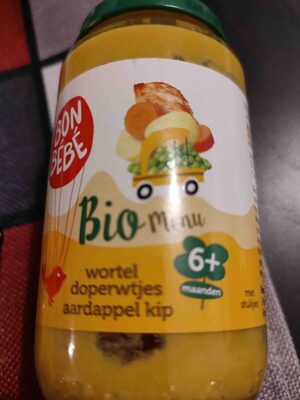 BON
BÉBÉ
Bio Menu
6+
maanden
wortel
doperwtjes
aardappel kip
met
stukjes